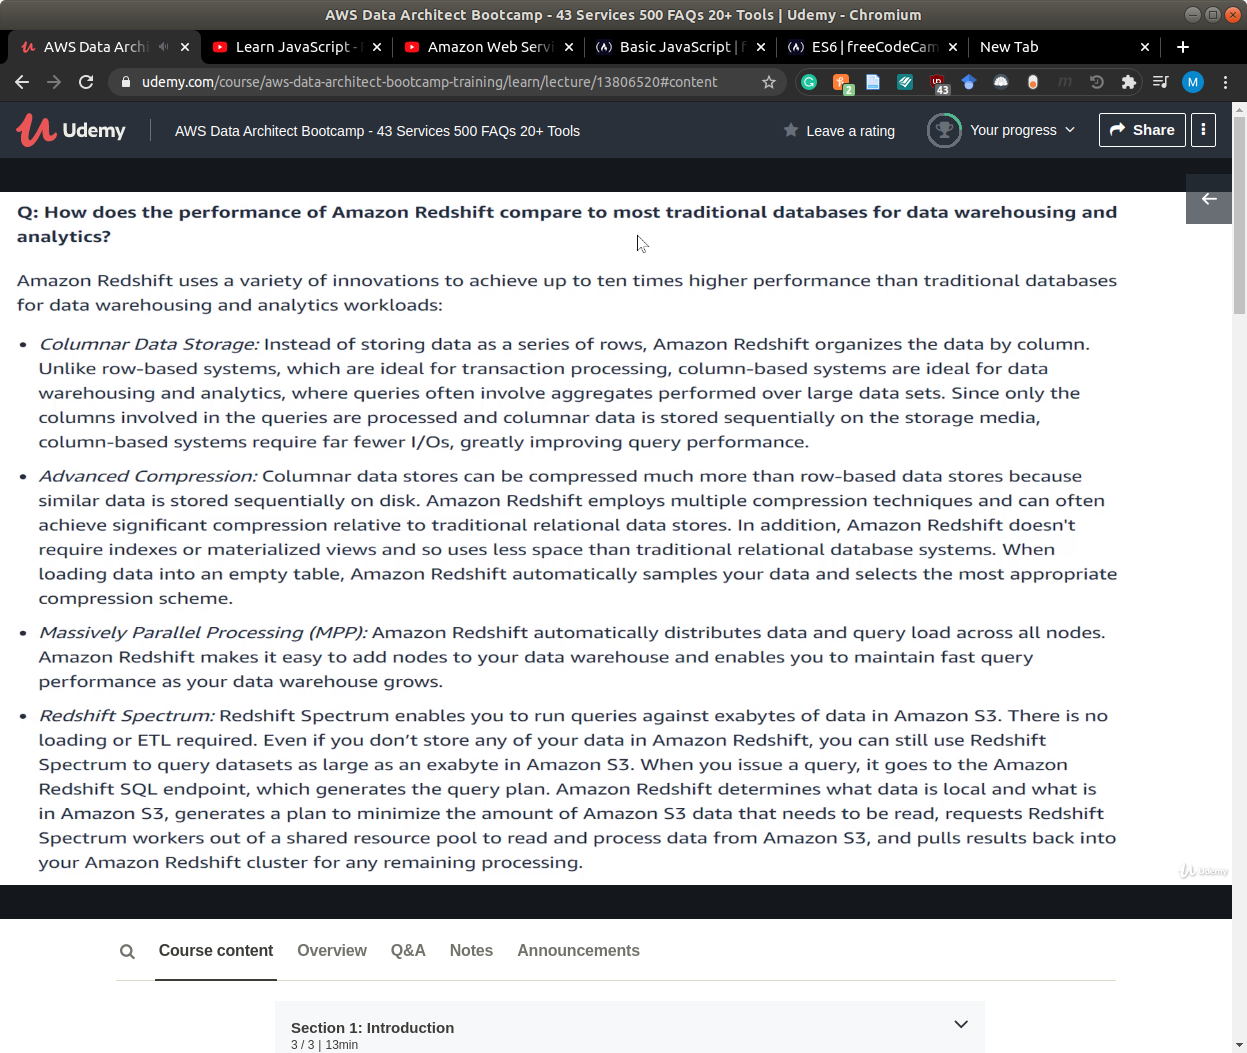 AWS Data Architect Bootcamp - 43 Services 500 FAQs 20+ Tools | Udemy - Chromium
AWS Data Archi
Learn JavaScript -
Amazon Web Servi
Basic JavaScript | f
ES6 | freeCodeCam
New Tab
udemy.com/course/aws-data-architect-bootcamp-training/learn/lecture/13806520#content
2
43
M
Udemy
AWS Data Architect Bootcamp - 43 Services 500 FAQs 20+ Tools
Leave a rating
Your progress
Share
Q: How does the performance of Amazon Redshift compare to most traditional databases for data warehousing and
analytics?
Amazon Redshift uses a variety of innovations to achieve up to ten times higher performance than traditional databases
for data warehousing and analytics workloads:
• Columnar Data Storage: Instead of storing data as a series of rows, Amazon Redshift organizes the data by column.
Unlike row-based systems, which are ideal for transaction processing, column-based systems are ideal for data
warehousing and analytics, where queries often involve aggregates performed over large data sets. Since only the
columns involved in the queries are processed and columnar data is stored sequentially on the storage media,
column-based systems require far fewer I/Os, greatly improving query performance.
• Advanced Compression: Columnar data stores can be compressed much more than row-based data stores because
similar data is stored sequentially on disk. Amazon Redshift employs multiple compression techniques and can often
achieve significant compression relative to traditional relational data stores. In addition, Amazon Redshift doesn't
require indexes or materialized views and so uses less space than traditional relational database systems. When
loading data into an empty table, Amazon Redshift automatically samples your data and selects the most appropriate
compression scheme.
• Massively Parallel Processing (MPP): Amazon Redshift automatically distributes data and query load across all nodes.
Amazon Redshift makes it easy to add nodes to your data warehouse and enables you to maintain fast query
performance as your data warehouse grows.
• Redshift Spectrum: Redshift Spectrum enables you to run queries against exabytes of data in Amazon S3. There is no
loading or ETL required. Even if you don’t store any of your data in Amazon Redshift, you can still use Redshift
Spectrum to query datasets as large as an exabyte in Amazon S3. When you issue a query, it goes to the Amazon
Redshift SQL endpoint, which generates the query plan. Amazon Redshift determines what data is local and what is
in Amazon S3, generates a plan to minimize the amount of Amazon S3 data that needs to be read, requests Redshift
Spectrum workers out of a shared resource pool to read and process data from Amazon S3, and pulls results back into
your Amazon Redshift cluster for any remaining processing.
Udemy
Course content
Overview
Q&A
Notes
Announcements
Section 1: Introduction
3 / 3 | 13min